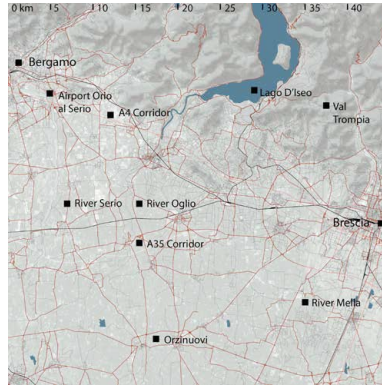 0 km 5 10 15 20 25 30 35 40
Bergamo
Airport Orio
al Serio
A4 Corridor
Lago D'Iseo
Val
Trompia
River Serio
River Oglio
Brescia
A35 Corridor
River Mella
Orzinuovi